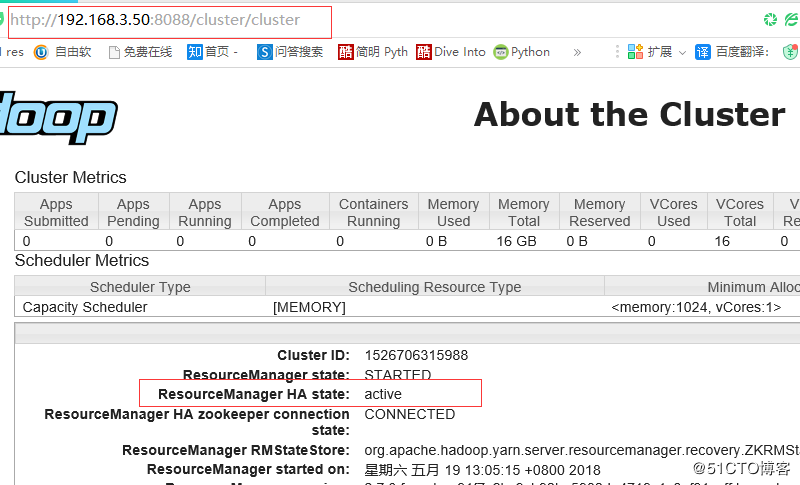 http://192.168.3.50:8088/cluster/cluster
res 自由软 免费在线 知 首页 - S 问答搜索 酷 简明 Pyth 酷 Dive Into Python » 扩展 译 百度翻译:
doop
About the Cluster
Cluster Metrics
Apps Submitted Apps Pending Apps Running Apps Completed Containers Running Memory Used Memory Total Memory Reserved VCores Used VCores Total
0 0 0 0 0 0 B 16 GB 0 B 0 16 0
Scheduler Metrics
Scheduler Type Scheduling Resource Type Minimum Alloc
Capacity Scheduler [MEMORY] <memory:1024, vCores:1>
Cluster ID: 1526706315988
ResourceManager state: STARTED
ResourceManager HA state: active
ResourceManager HA zookeeper connection state: CONNECTED
ResourceManager RMStateStore: org.apache.hadoop.yarn.server.resourcemanager.recovery.ZKRMSt
ResourceManager started on: 星期六 五月 19 13:05:15 +0800 2018
@51CTO博客